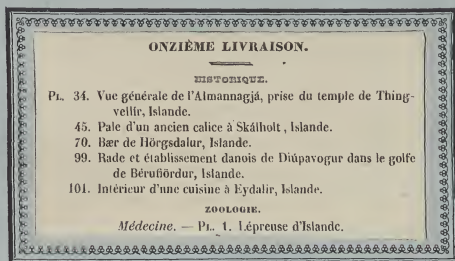 ONZIÈME LIVRAISON.
HISTORIQUE.
Pl. 34. Vue générale de l'Almannagjá, prise du temple de Thing-
vellir, Islande.
45. Pale d'un ancien calice à Skálholt, Islande.
70. Bær de Hörgsdalur, Islande.
99. Rade et établissement danois de Diúpavogur dans le golfe
de Bérufiördur, Islande.
101. Intérieur d'une cuisine à Eydalir, Islande.
ZOOLOGIE.
Médecine. — Pl. 1. Lépreuse d'Islande.